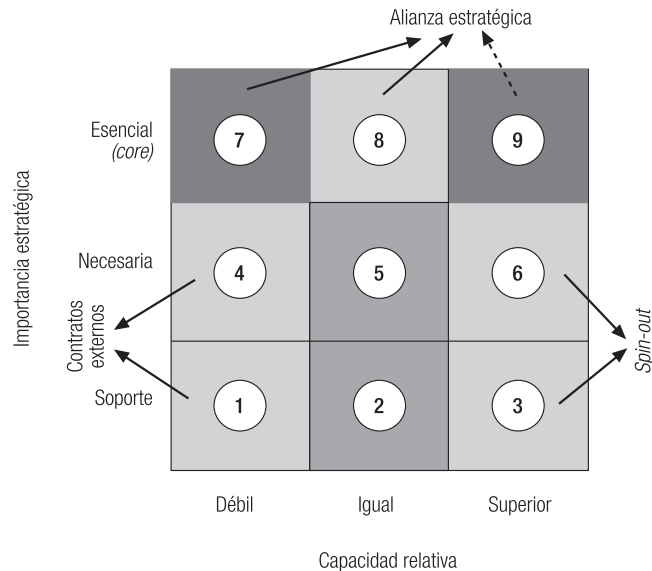 Alianza estratégica
Esencial
(core)
7
8
9
Importancia estratégica
Necesaria
4
5
6
Contratos
externos
Spin-out
Soporte
1
2
3
Débil
Igual
Superior
Capacidad relativa